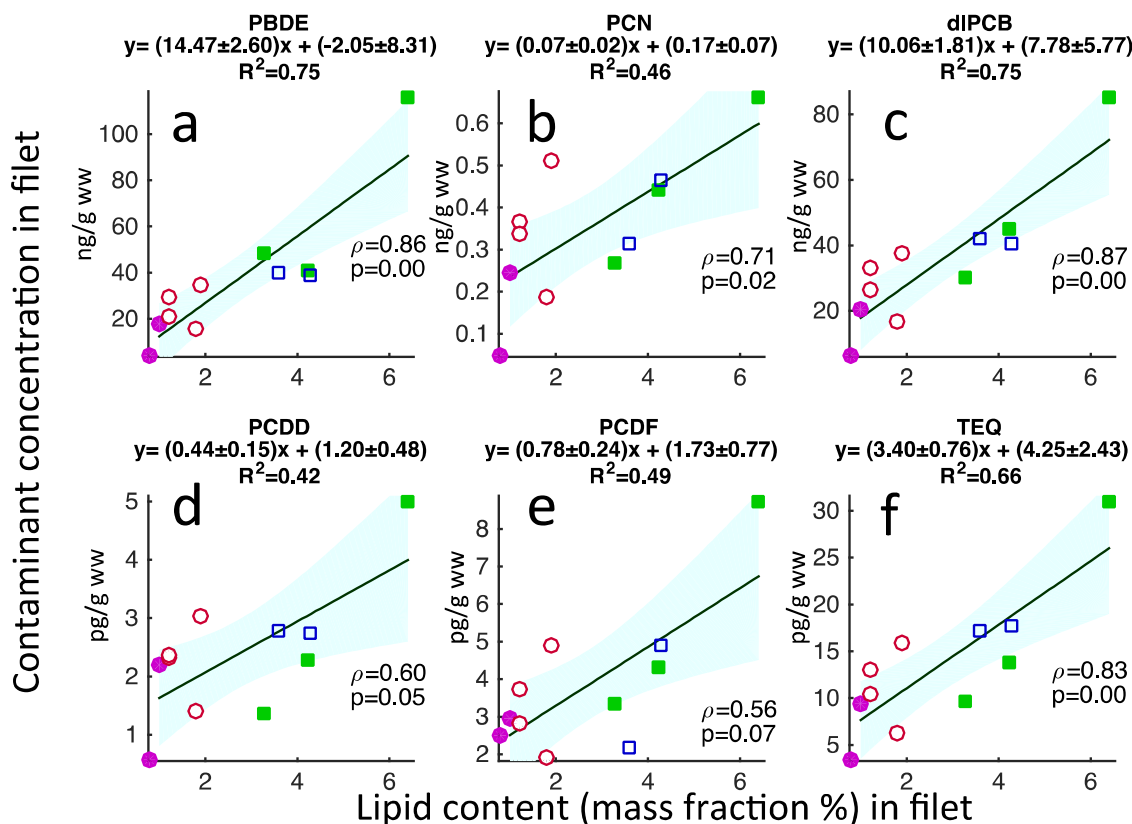 Contaminant concentration in filet
PBDE
y= (14.47±2.60)x + (-2.05±8.31)
R²=0.75
a
ng/g ww
100
80
60
40
20
2
4
6
ρ=0.86
p=0.00
PCN
y= (0.07±0.02)x + (0.17±0.07)
R²=0.46
b
ng/g ww
0.6
0.5
0.4
0.3
0.2
0.1
2
4
6
ρ=0.71
p=0.02
dlPCB
y= (10.06±1.81)x + (7.78±5.77)
R²=0.75
c
ng/g ww
80
60
40
20
2
4
6
ρ=0.87
p=0.00
PCDD
y= (0.44±0.15)x + (1.20±0.48)
R²=0.42
d
pg/g ww
5
4
3
2
1
2
4
6
ρ=0.60
p=0.05
PCDF
y= (0.78±0.24)x + (1.73±0.77)
R²=0.49
e
pg/g ww
8
7
6
5
4
3
2
2
4
6
ρ=0.56
p=0.07
TEQ
y= (3.40±0.76)x + (4.25±2.43)
R²=0.66
f
pg/g ww
30
25
20
15
10
5
2
4
6
ρ=0.83
p=0.00
Lipid content (mass fraction %) in filet